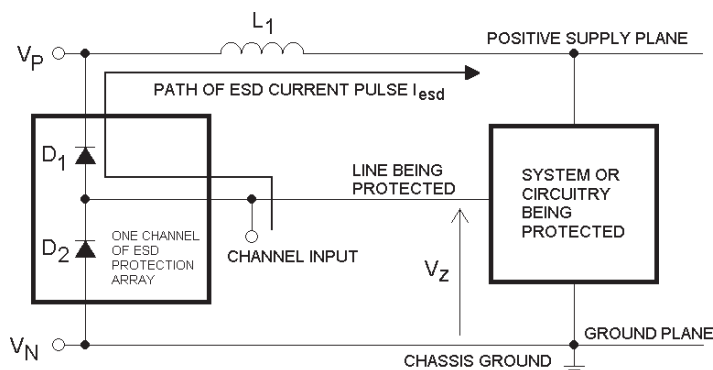 L1
VP
POSITIVE SUPPLY PLANE
PATH OF ESD CURRENT PULSE Iesd
D1
LINE BEING
PROTECTED
SYSTEM OR
CIRCUITRY
BEING
PROTECTED
ONE CHANNEL
OF ESD
PROTECTION
ARRAY
D2
CHANNEL INPUT
VZ
GROUND PLANE
VN
CHASSIS GROUND